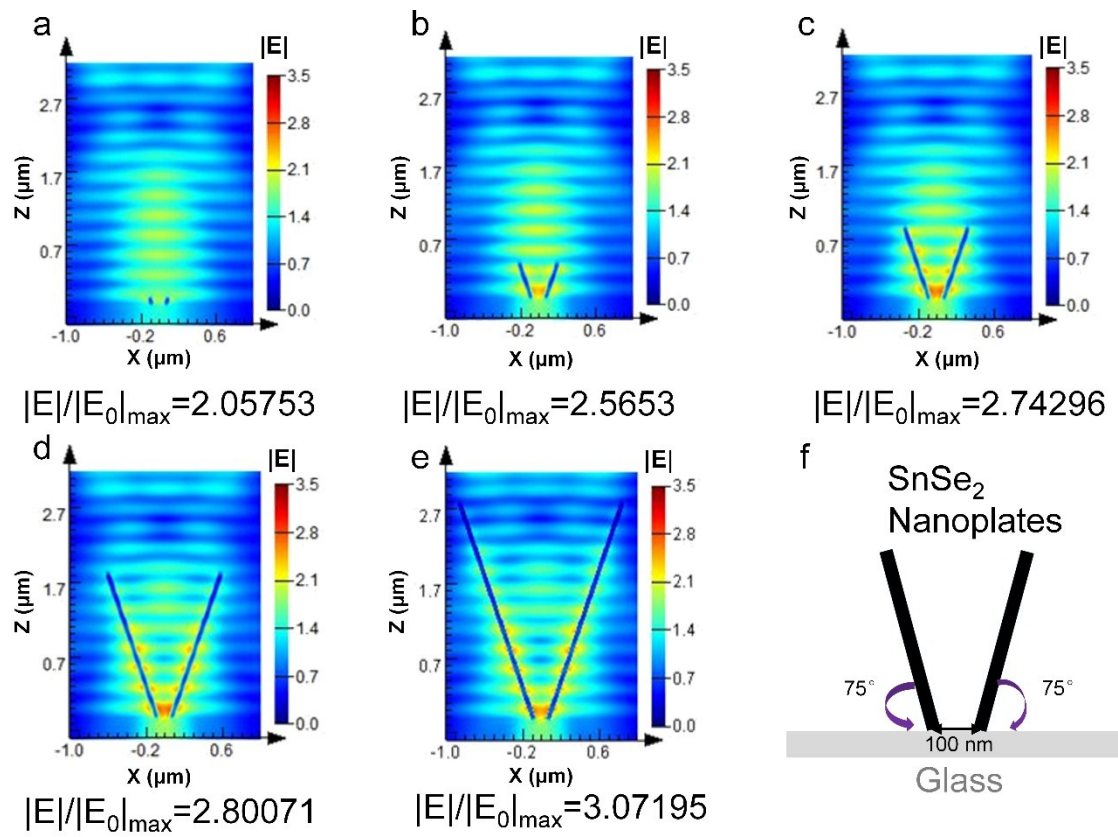 a
|E|
3.5
2.8
2.1
1.4
0.7
0.0
2.7
1.7
0.7
Z (µm)
-1.0 -0.2 0.6
X (µm)
|E|/|E₀|max=2.05753
b
|E|
3.5
2.8
2.1
1.4
0.7
0.0
2.7
1.7
0.7
Z (µm)
-1.0 -0.2 0.6
X (µm)
|E|/|E₀|max=2.5653
c
|E|
3.5
2.8
2.1
1.4
0.7
0.0
2.7
1.7
0.7
Z (µm)
-1.0 -0.2 0.6
X (µm)
|E|/|E₀|max=2.74296
d
|E|
3.5
2.8
2.1
1.4
0.7
0.0
2.7
1.7
0.7
Z (µm)
-1.0 -0.2 0.6
X (µm)
|E|/|E₀|max=2.80071
e
|E|
3.5
2.8
2.1
1.4
0.7
0.0
2.7
1.7
0.7
Z (µm)
-1.0 -0.2 0.6
X (µm)
|E|/|E₀|max=3.07195
f
SnSe₂
Nanoplates
75° 75°
100 nm
Glass